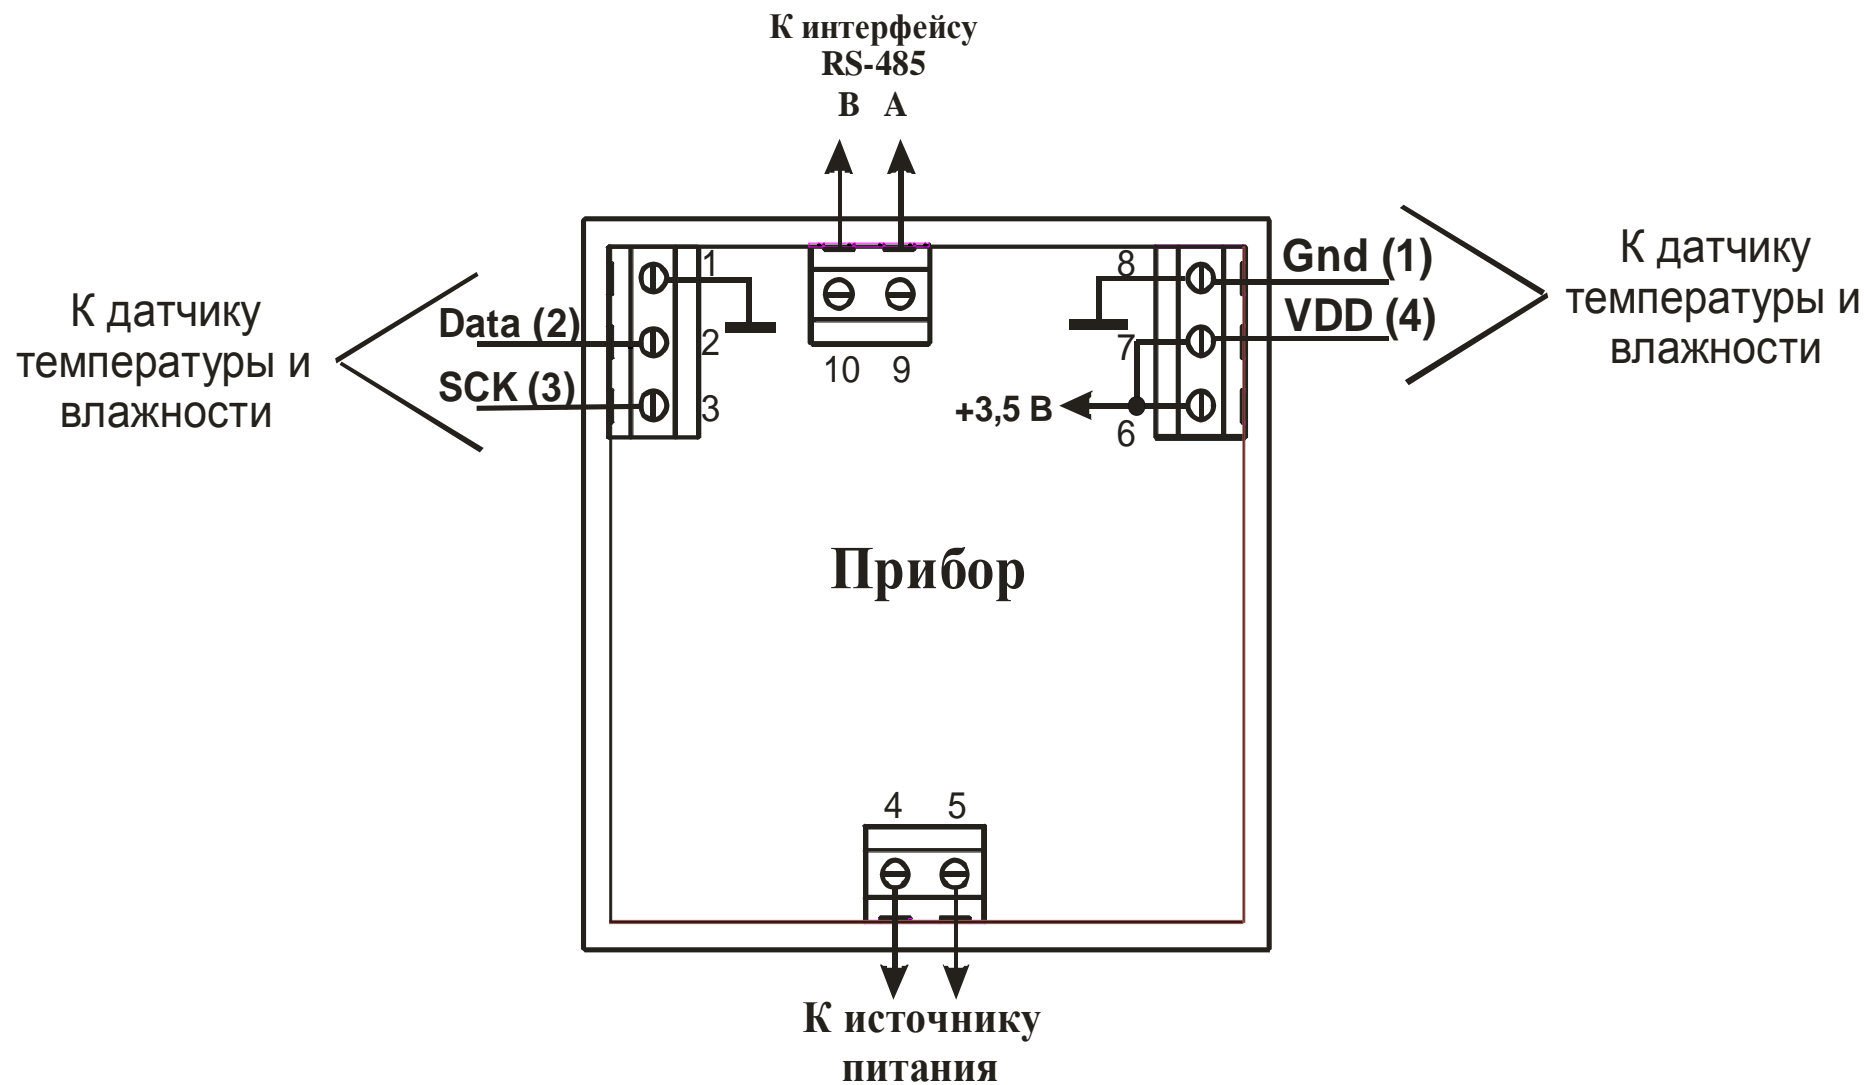 К интерфейсу
RS-485
B A
К датчику
температуры и
влажности
Data (2)
SCK (3)
1
2
3
10 9
8
7
6
+3,5 В
Gnd (1)
VDD (4)
К датчику
температуры и
влажности
Прибор
4 5
К источнику
питания